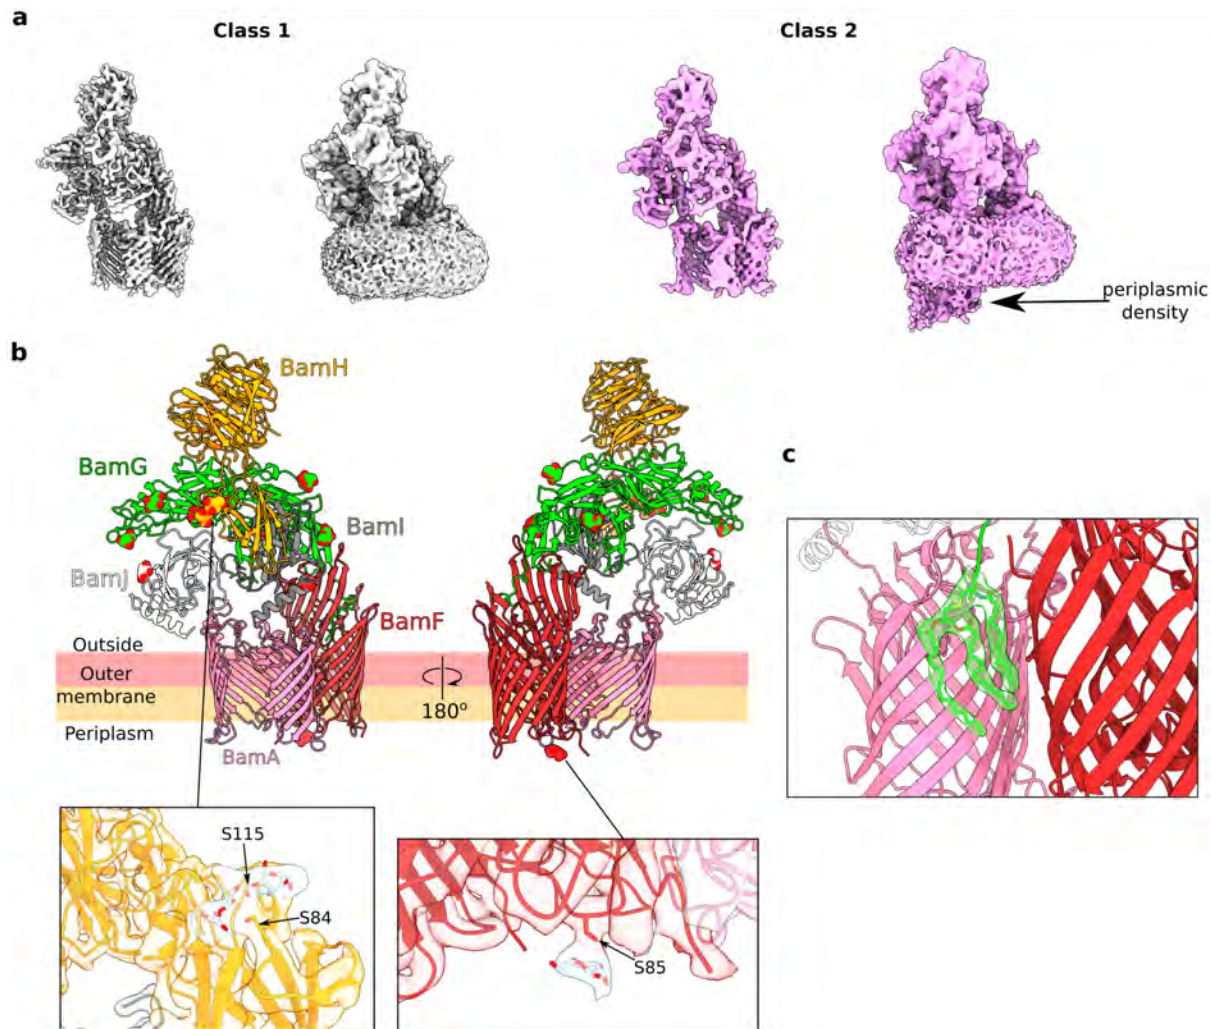 a
Class 1
Class 2
periplasmic
density
b
BamH
BamG
BamI
BamJ
BamF
Outside
Outer
membrane
180º
Periplasm
BamA
c
S115
S84
S85